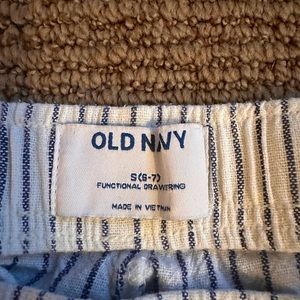 OLD NAVY
S(6-7)
FUNCTIONAL DRAWSTRING
MADE IN VIETNAM